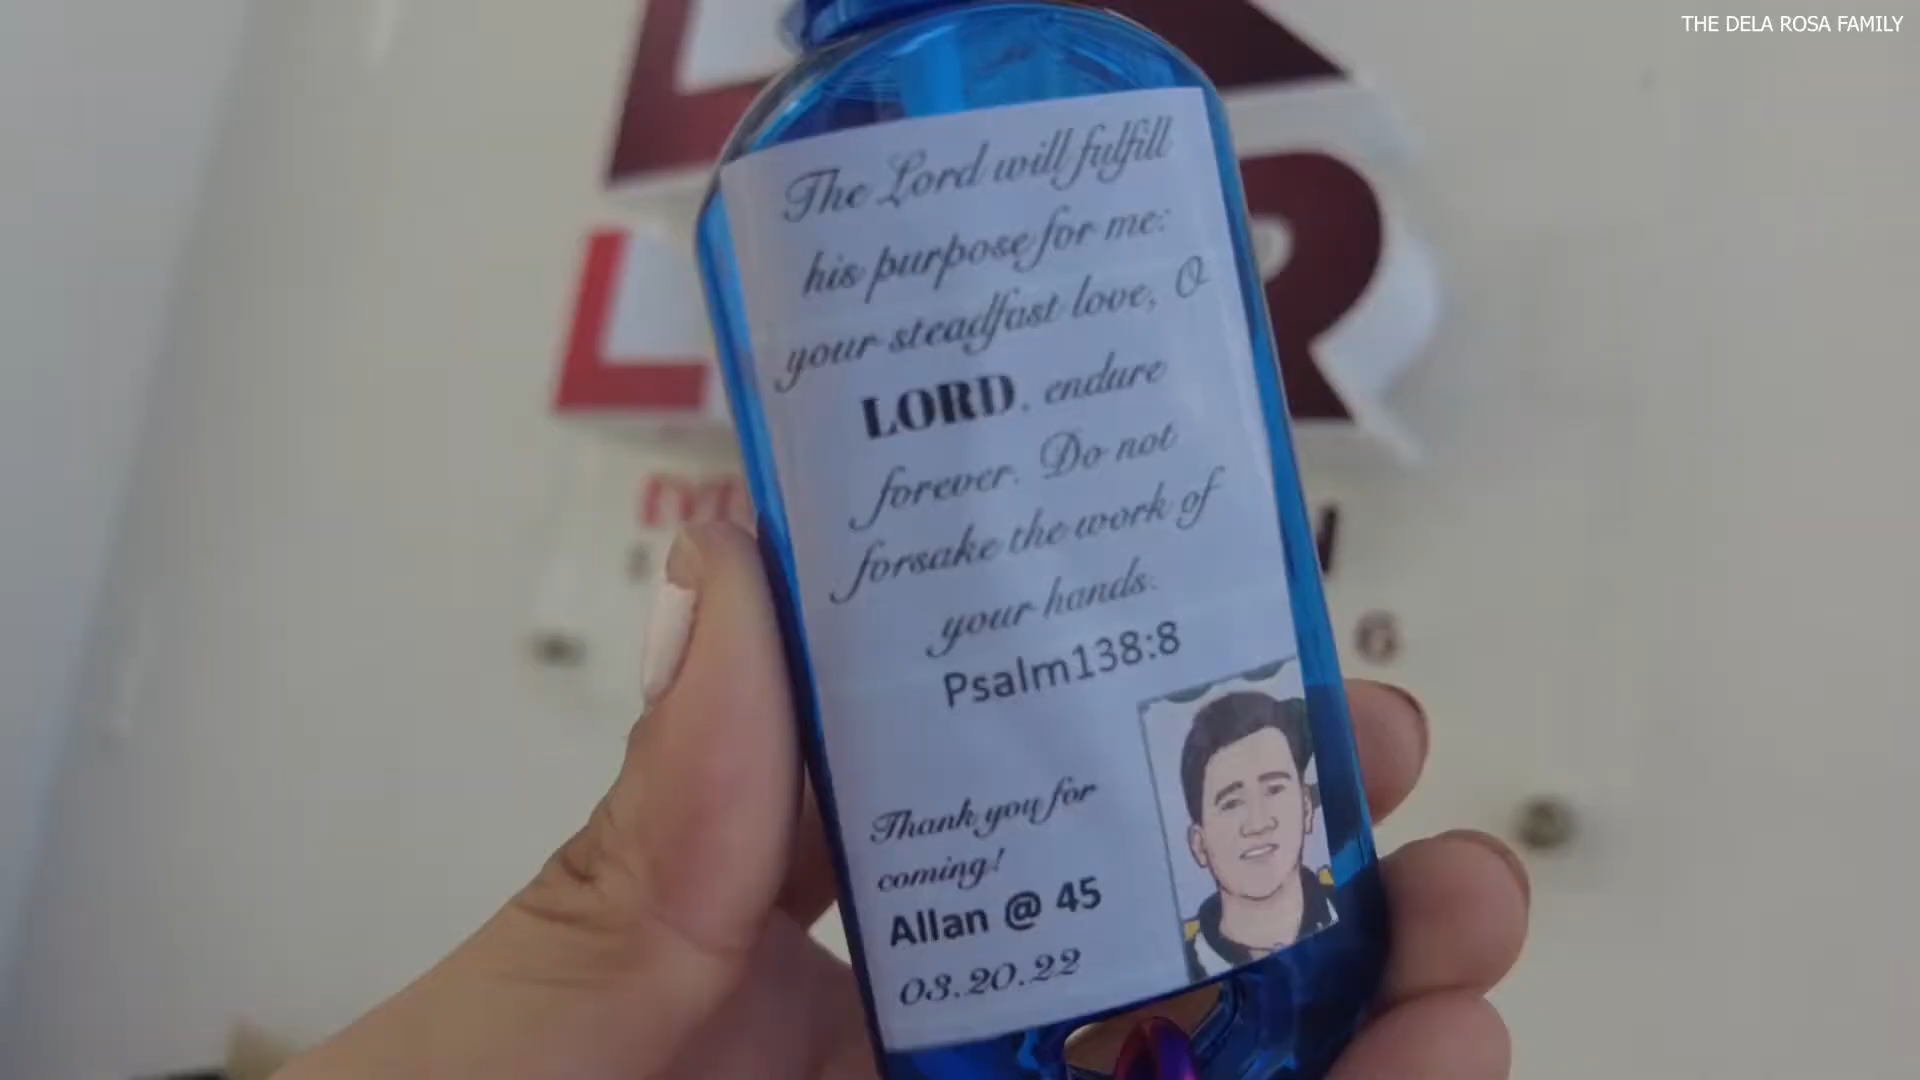 THE DELA ROSA FAMILY
The Lord will fulfill
his purpose for me:
your steadfast love, O
LORD, endure
forever. Do not
forsake the work of
your hands.
Psalm138:8
Thank you for
coming!
Allan @ 45
03.20.22